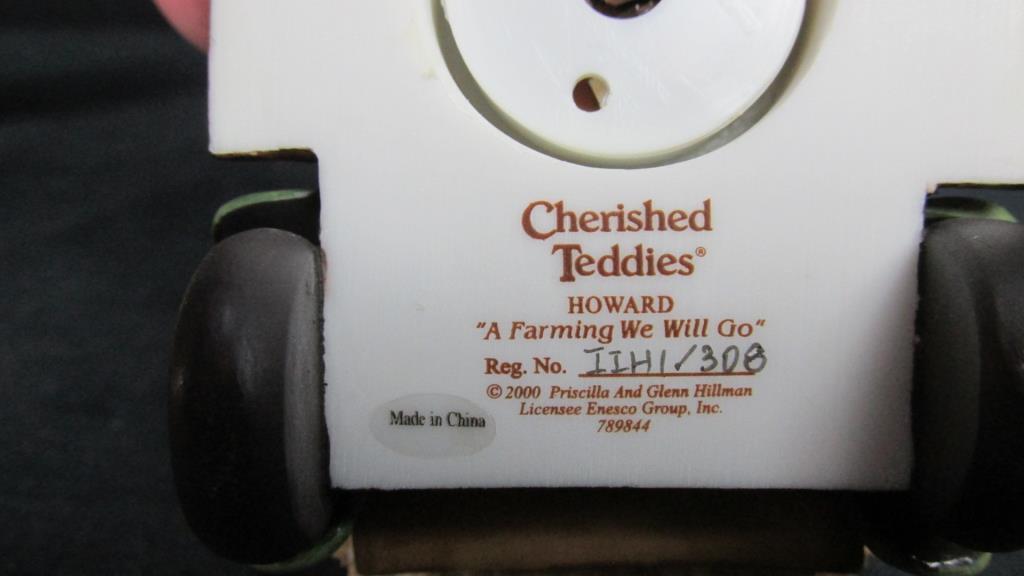 Cherished
Teddies®
HOWARD
"A Farming We Will Go"
Reg. No. IIH1/308
© 2000 Priscilla And Glenn Hillman
Licensee Enesco Group, Inc.
789844
Made in China